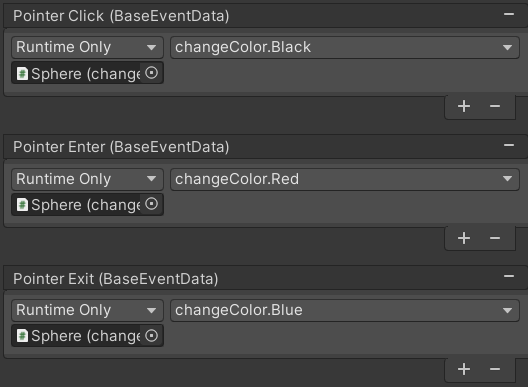 Pointer Click (BaseEventData)
Runtime Only changeColor.Black
Sphere (change
Pointer Enter (BaseEventData)
Runtime Only changeColor.Red
Sphere (change
Pointer Exit (BaseEventData)
Runtime Only changeColor.Blue
Sphere (change